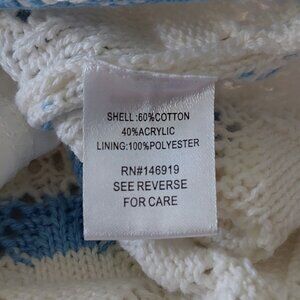 SHELL:60%COTTON
40%ACRYLIC
LINING:100%POLYESTER
RN#146919
SEE REVERSE
FOR CARE